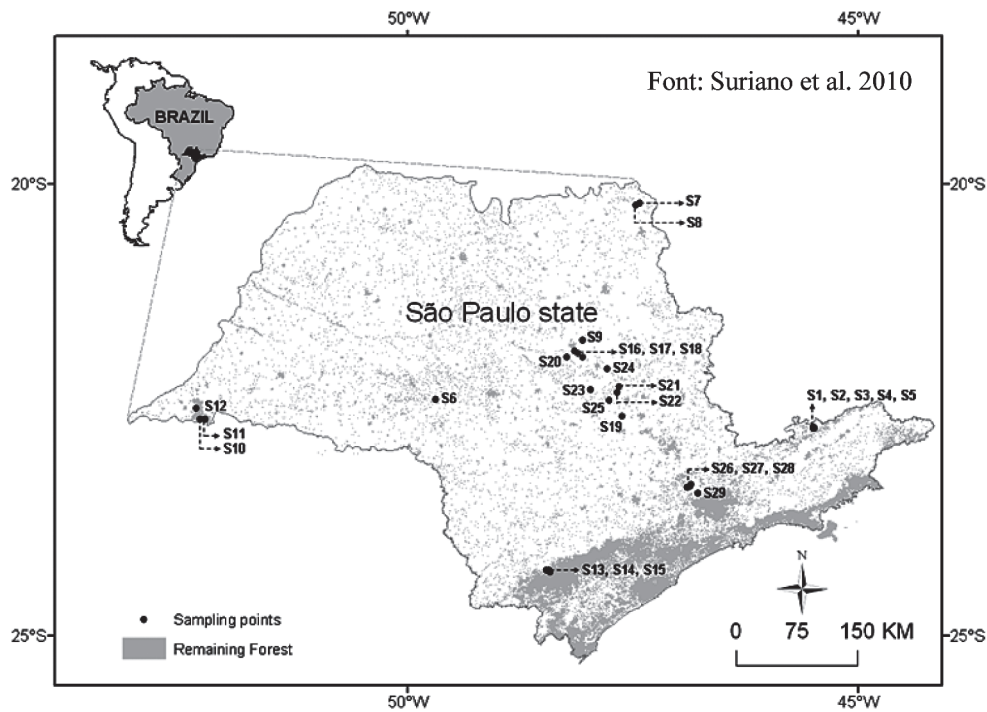 50°W 45°W
Font: Suriano et al. 2010
BRAZIL
20°S 20°S
S7
S8
São Paulo state
S9
S16, S17, S18
S20
S24
S23
S21
S25
S22
S19
S6
S12
S11
S10
S1, S2, S3, S4, S5
S26, S27, S28
S29
S13, S14, S15
N
Sampling points
Remaining Forest
0 75 150 KM
25°S 25°S
50°W 45°W